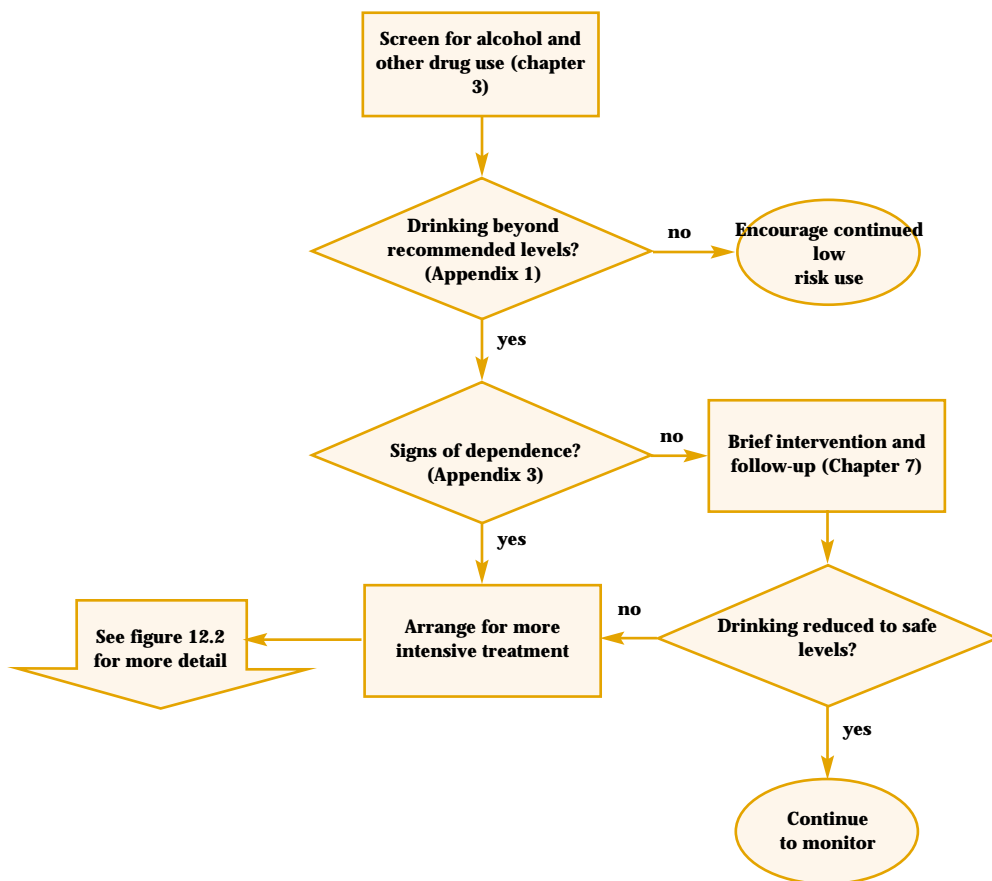 Screen for alcohol and
other drug use (chapter
3)
Drinking beyond
recommended levels?
(Appendix 1)
no
Encourage continued
low
risk use
yes
Signs of dependence?
(Appendix 3)
no
Brief intervention and
follow-up (Chapter 7)
yes
Arrange for more
intensive treatment
no
Drinking reduced to safe
levels?
See figure 12.2
for more detail
yes
Continue
to monitor